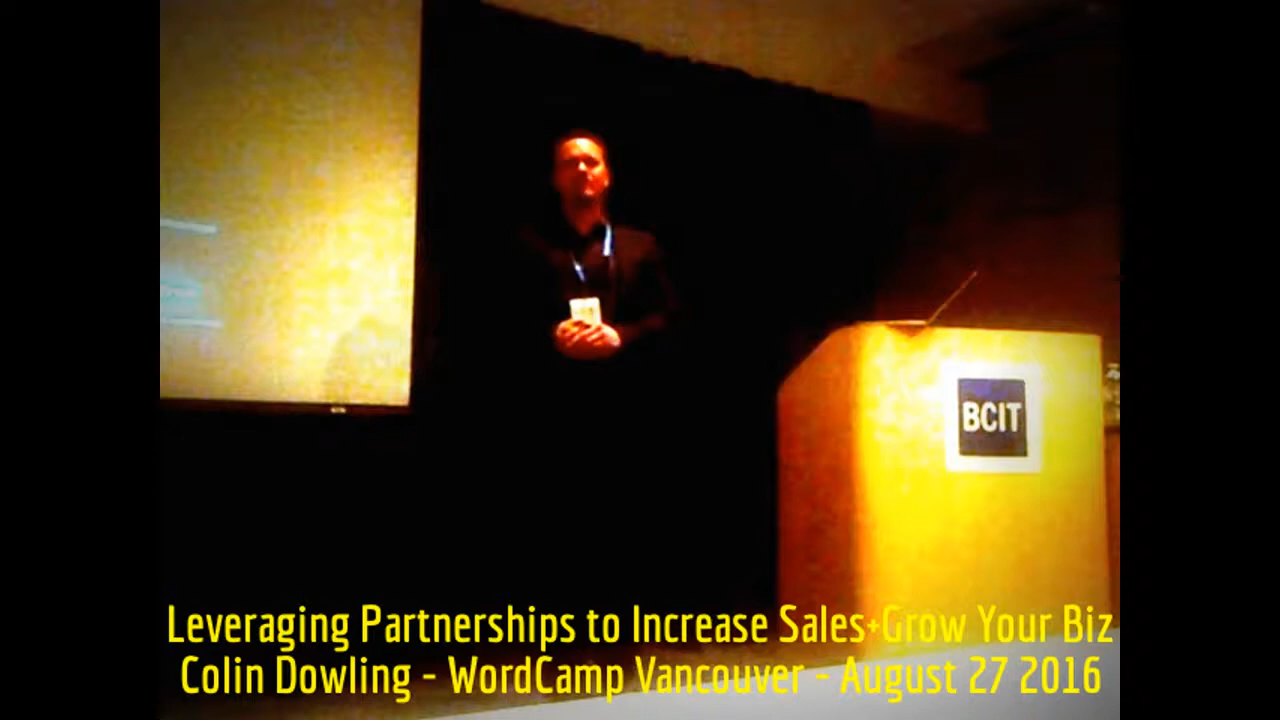 BCIT
Leveraging Partnerships to Increase Sales+Grow Your Biz
Colin Dowling - WordCamp Vancouver - August 27 2016